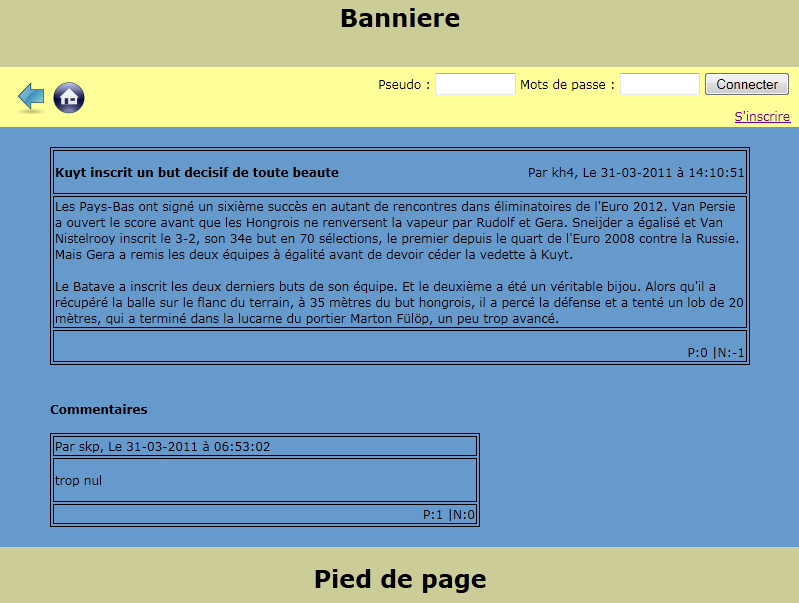 Banniere
Pseudo : Mots de passe : Connecter
S'inscrire
Kuyt inscrit un but decisif de toute beaute Par kh4, Le 31-03-2011 à 14:10:51
Les Pays-Bas ont signé un sixième succès en autant de rencontres dans éliminatoires de l'Euro 2012. Van Persie
a ouvert le score avant que les Hongrois ne renversent la vapeur par Rudolf et Gera. Sneijder a égalisé et Van
Nistelrooy inscrit le 3-2, son 34e but en 70 sélections, le premier depuis le quart de l'Euro 2008 contre la Russie.
Mais Gera a remis les deux équipes à égalité avant de devoir céder la vedette à Kuyt.
Le Batave a inscrit les deux derniers buts de son équipe. Et le deuxième a été un véritable bijou. Alors qu'il a
récupéré la balle sur le flanc du terrain, à 35 mètres du but hongrois, il a percé la défense et a tenté un lob de 20
mètres, qui a terminé dans la lucarne du portier Marton Fülöp, un peu trop avancé.
P:0 |N:-1
Commentaires
Par skp, Le 31-03-2011 à 06:53:02
trop nul
P:1 |N:0
Pied de page